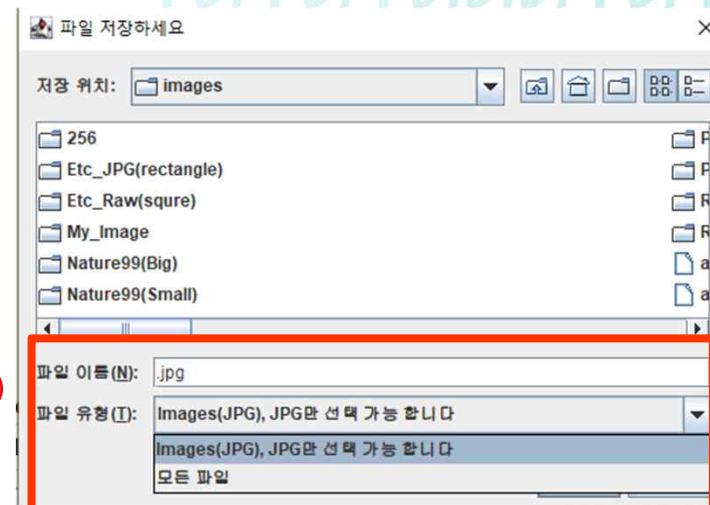 파일 저장하세요
저장 위치: images
256
Etc_JPG(rectangle)
Etc_Raw(squre)
My_Image
Nature99(Big)
Nature99(Small)
P
P
R
R
a
a
파일 이름(N): .jpg
파일 유형(T): Images(JPG), JPG만 선택 가능 합니다
Images(JPG), JPG만 선택 가능 합니다
모든 파일